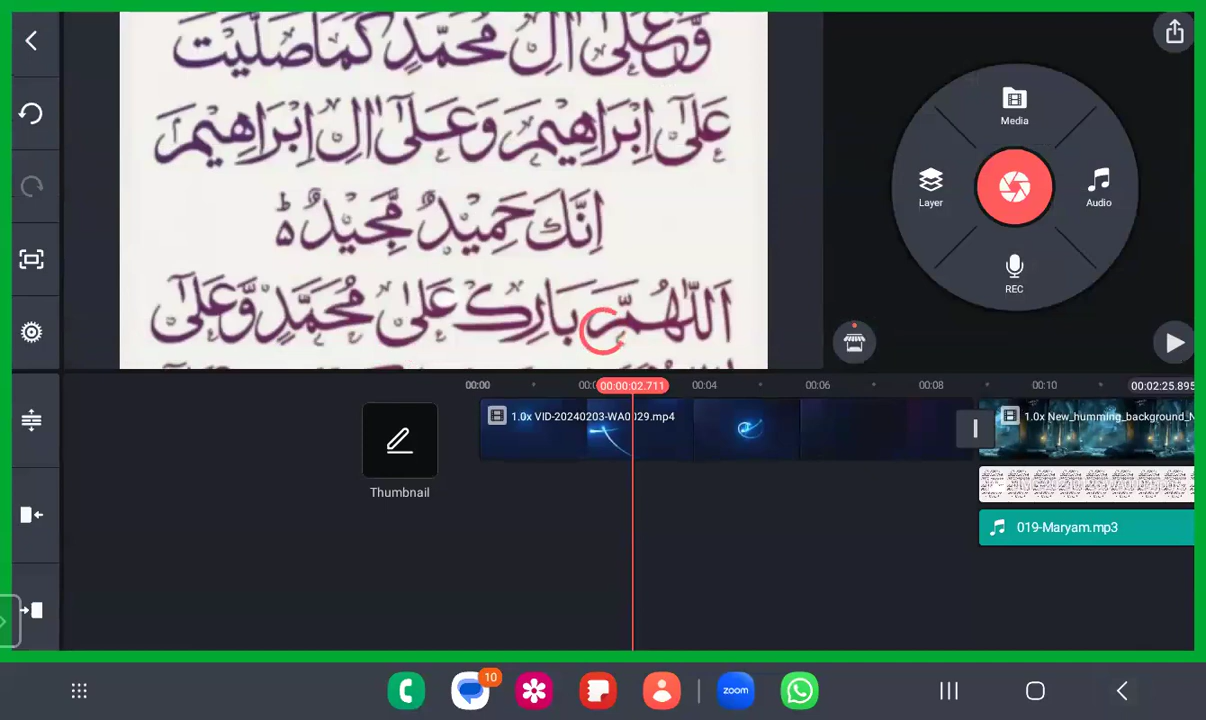 وَّعَلٰٓى اٰلِ مُحَمَّدٍ كَمَا صَلَّيْتَ
عَلٰٓى اِبْرَاهِيْمَ وَعَلٰٓى اٰلِ اِبْرَاهِيْمَ
اِنَّكَ حَمِيْدٌ مَّجِيْدٌ ؕ
اَللّٰهُمَّ بَارِكْ عَلٰى مُحَمَّدٍ وَّعَلٰٓى
Media
Layer
Audio
REC
00:00
00:00:02.711
00:04
00:06
00:08
00:10
00:02:25.895
1.0x VID-20240203-WA0029.mp4
1.0x New_humming_background_N
Thumbnail
019-Maryam.mp3
10
zoom